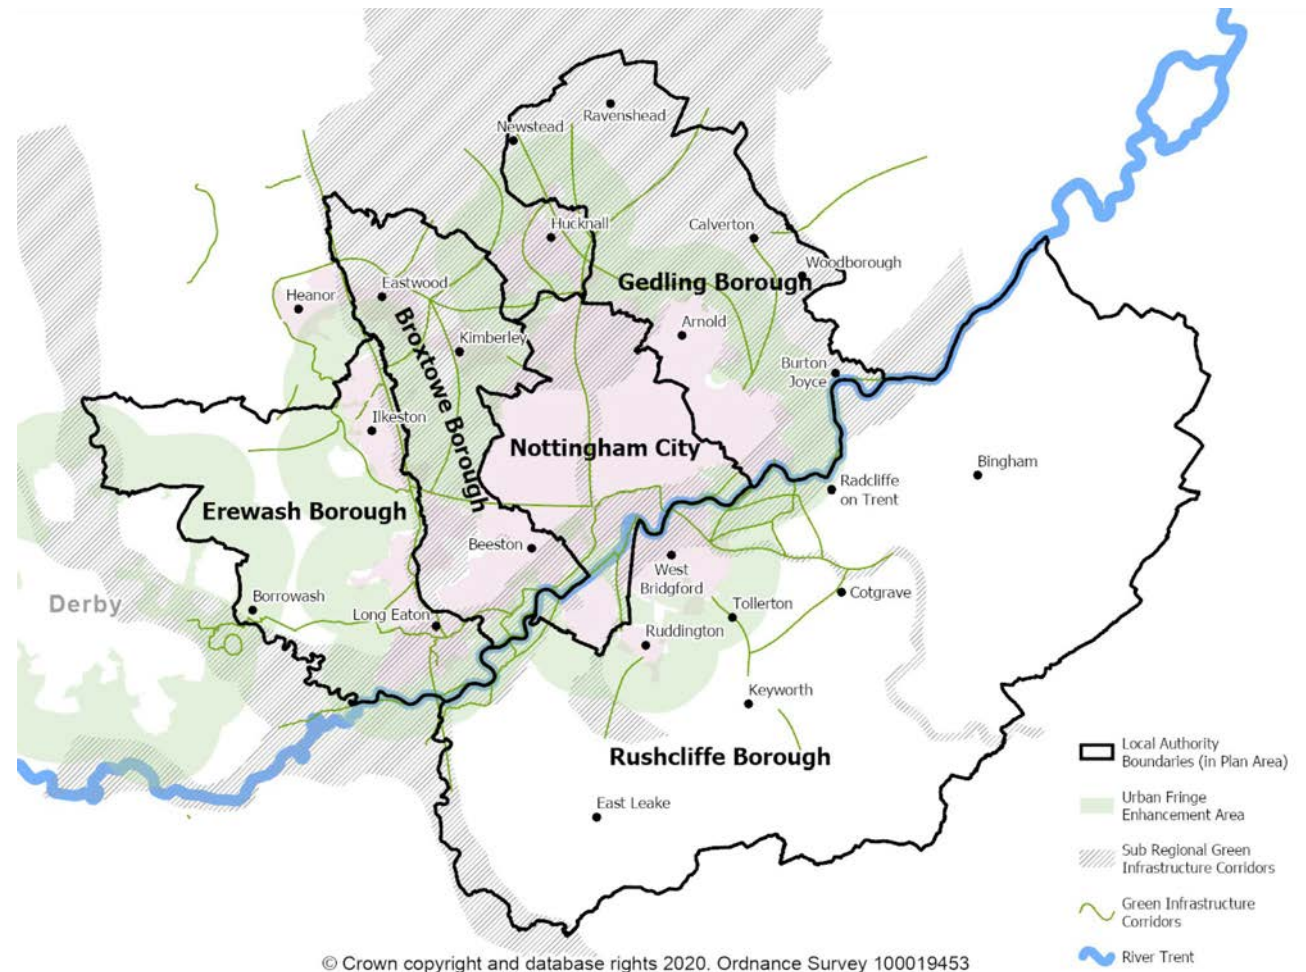 Ravenshead
Newstead
Hucknall
Calverton
Woodborough
Gedling Borough
Eastwood
Heanor
Arnold
Kimberley
Broxtowe Borough
Burton
Joyce
Ilkeston
Nottingham City
Bingham
Radcliffe
on Trent
Erewash Borough
Beeston
West
Bridgford
Cotgrave
Borrowash
Derby
Tollerton
Long Eaton
Ruddington
Keyworth
Rushcliffe Borough
East Leake
Local Authority
Boundaries (in Plan Area)
Urban Fringe
Enhancement Area
Sub Regional Green
Infrastructure Corridors
Green Infrastructure
Corridors
River Trent
© Crown copyright and database rights 2020. Ordnance Survey 100019453